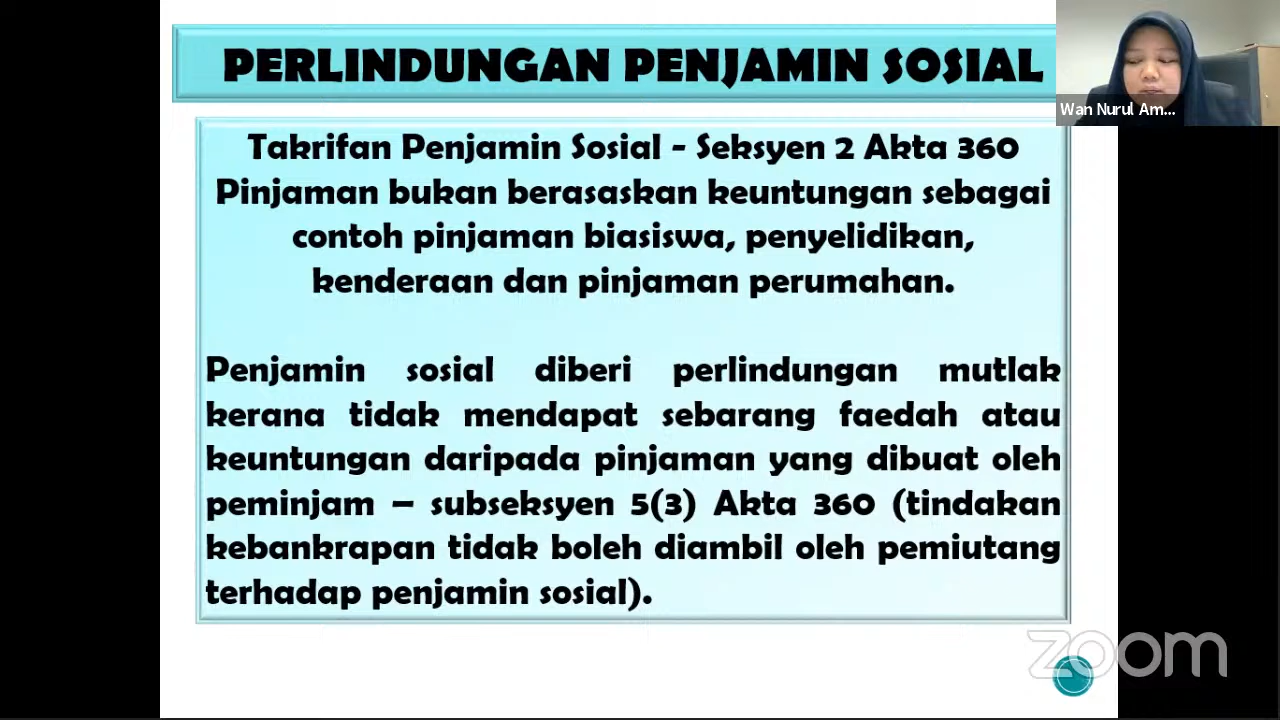 PERLINDUNGAN PENJAMIN SOSIAL
Wan Nurul Am...
Takrifan Penjamin Sosial - Seksyen 2 Akta 360
Pinjaman bukan berasaskan keuntungan sebagai
contoh pinjaman biasiswa, penyelidikan,
kenderaan dan pinjaman perumahan.
Penjamin sosial diberi perlindungan mutlak
kerana tidak mendapat sebarang faedah atau
keuntungan daripada pinjaman yang dibuat oleh
peminjam – subseksyen 5(3) Akta 360 (tindakan
kebankrapan tidak boleh diambil oleh pemiutang
terhadap penjamin sosial).
zoom